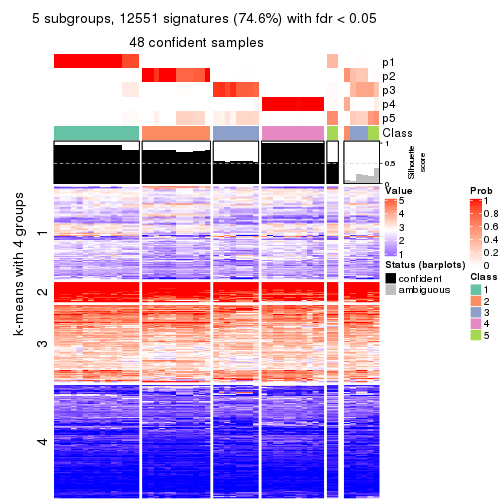 5 subgroups, 12551 signatures (74.6%) with fdr < 0.05
48 confident samples
p1
p2
p3
p4
p5
Class
1
0.5
0
Silhouette
score
k-means with 4 groups
1
2
3
4
Value
5
4
3
2
1
Status (barplots)
confident
ambiguous
Prob
1
0.8
0.6
0.4
0.2
0
Class
1
2
3
4
5